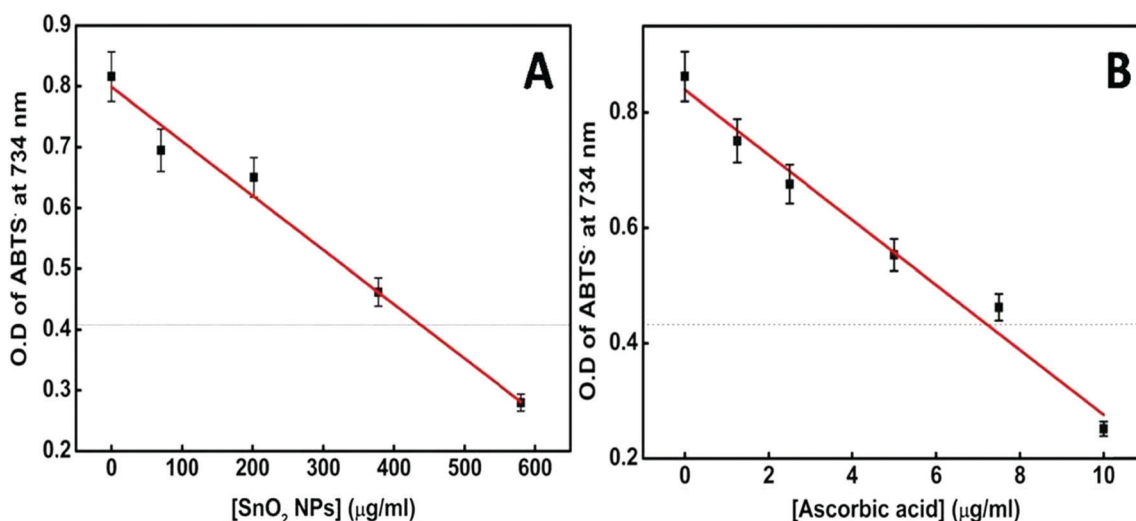 A
O.D of ABTS· at 734 nm
0.9
0.8
0.7
0.6
0.5
0.4
0.3
0.2
0 100 200 300 400 500 600
[SnO₂ NPs] (μg/ml)
B
O.D of ABTS· at 734 nm
0.8
0.6
0.4
0.2
0 2 4 6 8 10
[Ascorbic acid] (μg/ml)